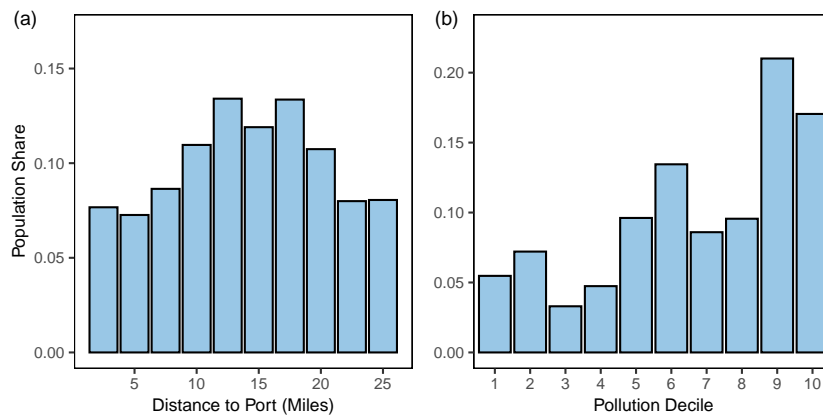 (a)
Population Share
0.15
0.10
0.05
0.00
5 10 15 20 25
Distance to Port (Miles)
(b)
0.20
0.15
0.10
0.05
0.00
1 2 3 4 5 6 7 8 9 10
Pollution Decile